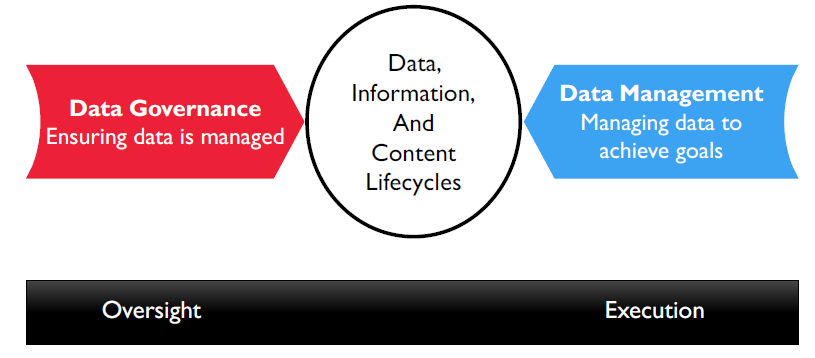 Data Governance
Ensuring data is managed
Data,
Information,
And
Content
Lifecycles
Data Management
Managing data to
achieve goals
Oversight
Execution